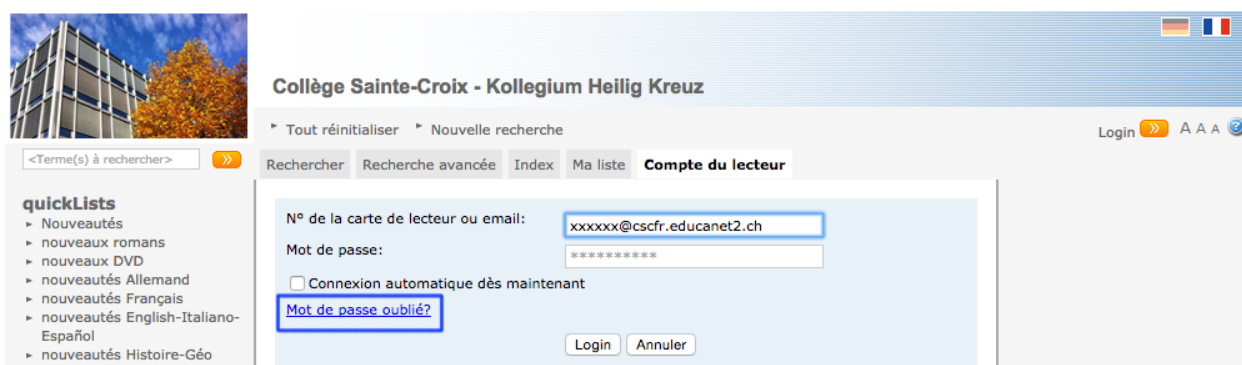 Collège Sainte-Croix - Kollegium Heilig Kreuz
Tout réinitialiser Nouvelle recherche
Login A A A ?
<Terme(s) à rechercher>
Rechercher Recherche avancée Index Ma liste Compte du lecteur
quickLists
Nouveautés
nouveaux romans
nouveaux DVD
nouveautés Allemand
nouveautés Français
nouveautés English-Italiano-
Español
nouveautés Histoire-Géo
N° de la carte de lecteur ou email: xxxxxx@cscfr.educanet2.ch
Mot de passe: **********
Connexion automatique dès maintenant
Mot de passe oublié?
Login Annuler